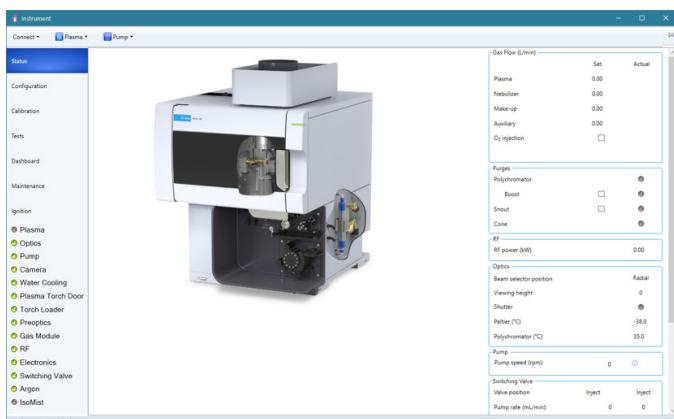 Instrument
Connect Plasma Pump
Status
Configuration
Calibration
Tests
Dashboard
Maintenance
Ignition
Plasma
Optics
Pump
Camera
Water Cooling
Plasma Torch Door
Torch Loader
Preoptics
Gas Module
RF
Electronics
Switching Valve
Argon
IsoMist
Gas Flow (L/min)
Set Actual
Plasma 0.00
Nebulizer 0.00
Make-up 0.00
Auxiliary 0.00
O₂ injection
Purges
Polychromator
Boost
Snout
Cone
RF
RF power (kW) 0.00
Optics
Beam selector position Radial
Viewing height 0
Shutter
Peltier (°C) -38.0
Polychromator (°C) 35.0
Pump
Pump speed (rpm): 0
Switching Valve
Valve position Inject Inject
Pump rate (mL/min): 0 0